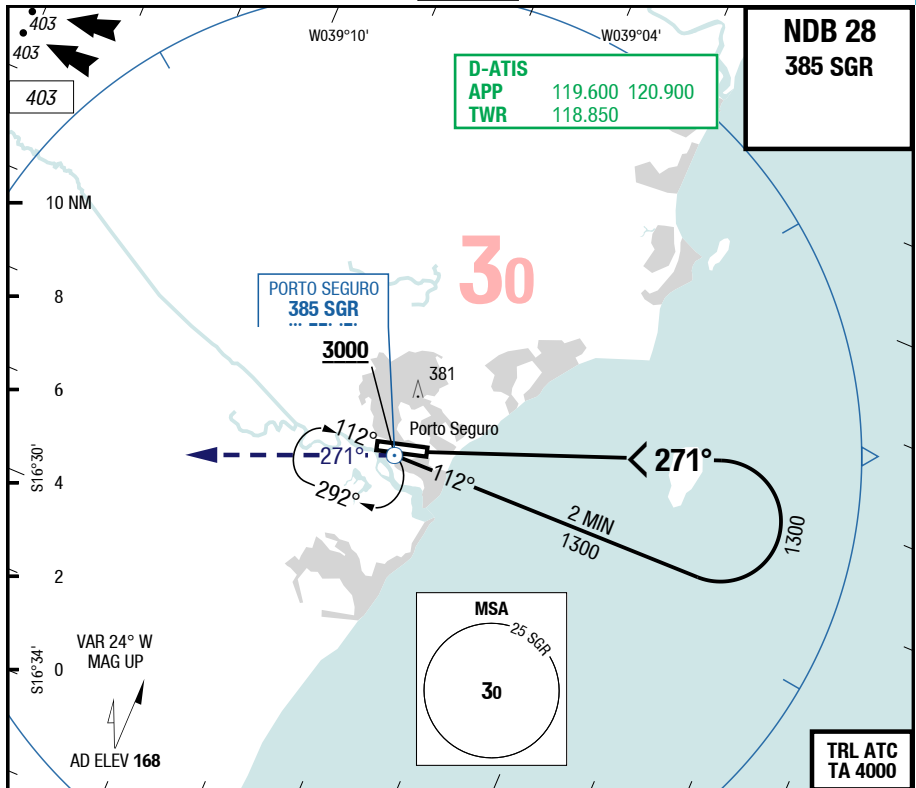 403
403
403
W039°10'
W039°04'
D-ATIS
APP 119.600 120.900
TWR 118.850
NDB 28
385 SGR
10 NM
8
6
4
2
0
30
PORTO SEGURO
385 SGR
3000
381
Porto Seguro
112°
271°
292°
112°
271°
2 MIN
1300
1300
S16°30'
S16°34'
VAR 24° W
MAG UP
AD ELEV 168
MSA
25 SGR
30
TRL ATC
TA 4000